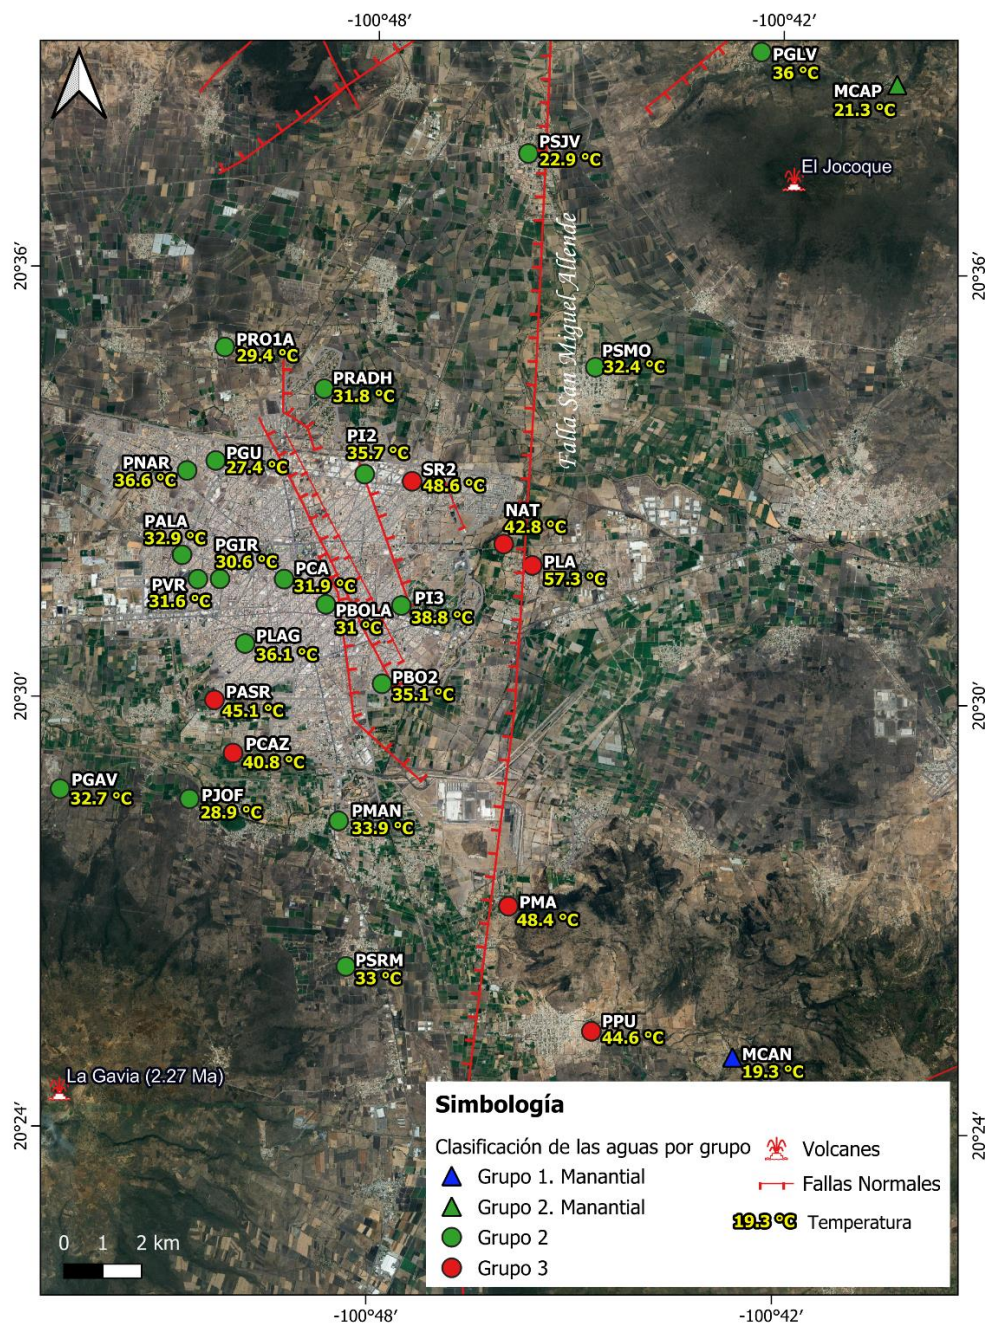 -100°48′
-100°42′
PGLV
36 °C
MCAP
21.3 °C
PSJV
22.9 °C
El Jocoque
20°36′
20°36′
Falla San Miguel Allende
PRO1A
29.4 °C
PSMO
32.4 °C
PRADH
31.8 °C
PI2
35.7 °C
PGU
27.4 °C
PNAR
36.6 °C
SR2
48.6 °C
NAT
42.8 °C
PALA
32.9 °C
PGIR
30.6 °C
PLA
57.3 °C
PCA
31.9 °C
PVR
31.6 °C
PBOLA
31 °C
PI3
38.8 °C
PLAG
36.1 °C
PBO2
35.1 °C
20°30′
20°30′
PASR
45.1 °C
PCAZ
40.8 °C
PGAV
32.7 °C
PJOF
28.9 °C
PMAN
33.9 °C
PMA
48.4 °C
PSRM
33 °C
PPU
44.6 °C
MCAN
19.3 °C
La Gavia (2.27 Ma)
20°24′
20°24′
Simbología
Clasificación de las aguas por grupo
Grupo 1. Manantial
Grupo 2. Manantial
Grupo 2
Grupo 3
Volcanes
Fallas Normales
19.3 °C Temperatura
0 1 2 km
-100°48′
-100°42′